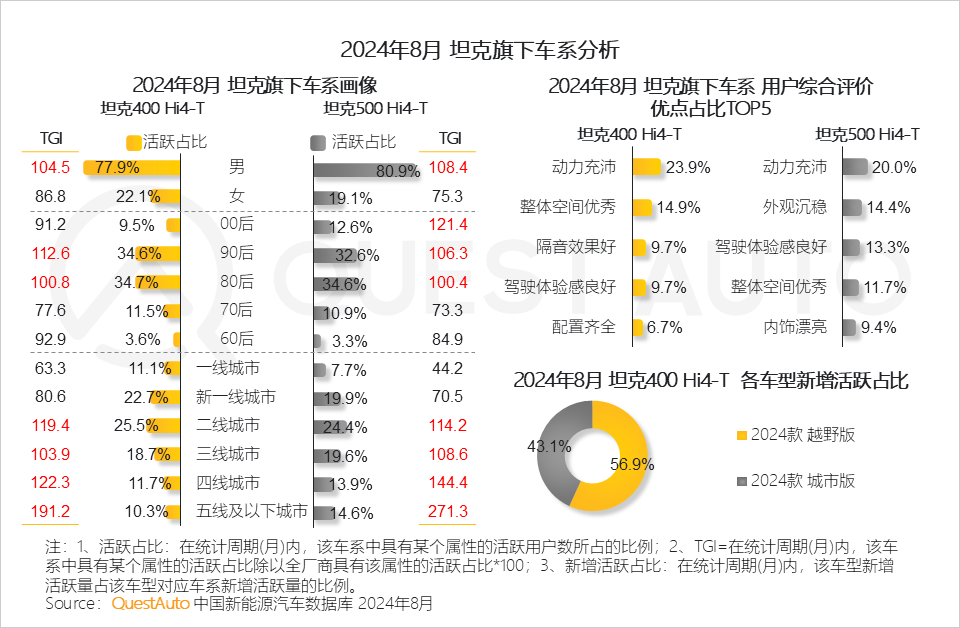 2024年8月 坦克旗下车系分析
2024年8月 坦克旗下车系画像
坦克400 Hi4-T 坦克500 Hi4-T
TGI 活跃占比 活跃占比 TGI
104.5 77.9% 男 80.9% 108.4
86.8 22.1% 女 19.1% 75.3
91.2 9.5% 00后 12.6% 121.4
112.6 34.6% 90后 32.6% 106.3
100.8 34.7% 80后 34.6% 100.4
77.6 11.5% 70后 10.9% 73.3
92.9 3.6% 60后 3.3% 84.9
63.3 11.1% 一线城市 7.7% 44.2
80.6 22.7% 新一线城市 19.9% 70.5
119.4 25.5% 二线城市 24.4% 114.2
103.9 18.7% 三线城市 19.6% 108.6
122.3 11.7% 四线城市 13.9% 144.4
191.2 10.3% 五线及以下城市 14.6% 271.3
2024年8月 坦克旗下车系 用户综合评价
优点占比TOP5
坦克400 Hi4-T 坦克500 Hi4-T
动力充沛 23.9% 动力充沛 20.0%
整体空间优秀 14.9% 外观沉稳 14.4%
隔音效果好 9.7% 驾驶体验感良好 13.3%
驾驶体验感良好 9.7% 整体空间优秀 11.7%
配置齐全 6.7% 内饰漂亮 9.4%
QUEST AUTO
2024年8月 坦克400 Hi4-T 各车型新增活跃占比
43.1% 56.9%
2024款 越野版
2024款 城市版
注：1、活跃占比：在统计周期(月)内，该车系中具有某个属性的活跃用户数所占的比例；2、TGI=在统计周期(月)内，该车
系中具有某个属性的活跃占比除以全厂商具有该属性的活跃占比*100；3、新增活跃占比：在统计周期(月)内，该车型新增
活跃量占该车型对应车系新增活跃量的比例。
Source：QuestAuto 中国新能源汽车数据库 2024年8月